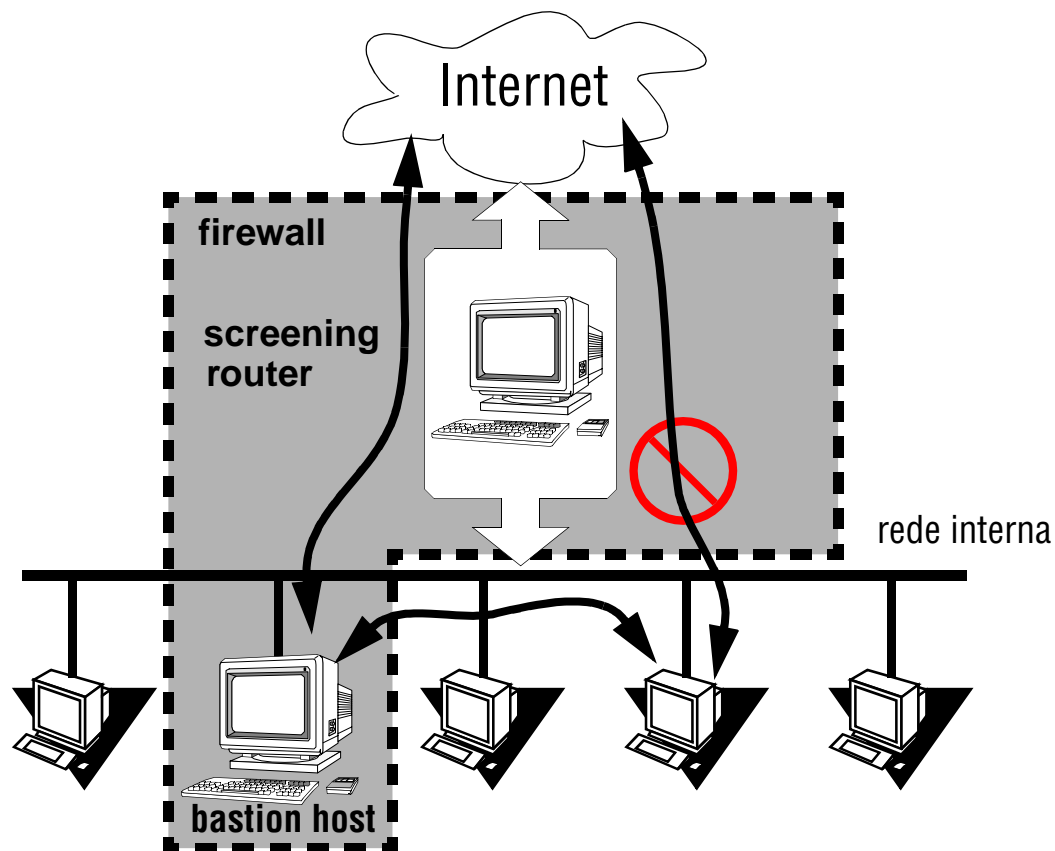 Internet
firewall
screening
router
rede interna
bastion host